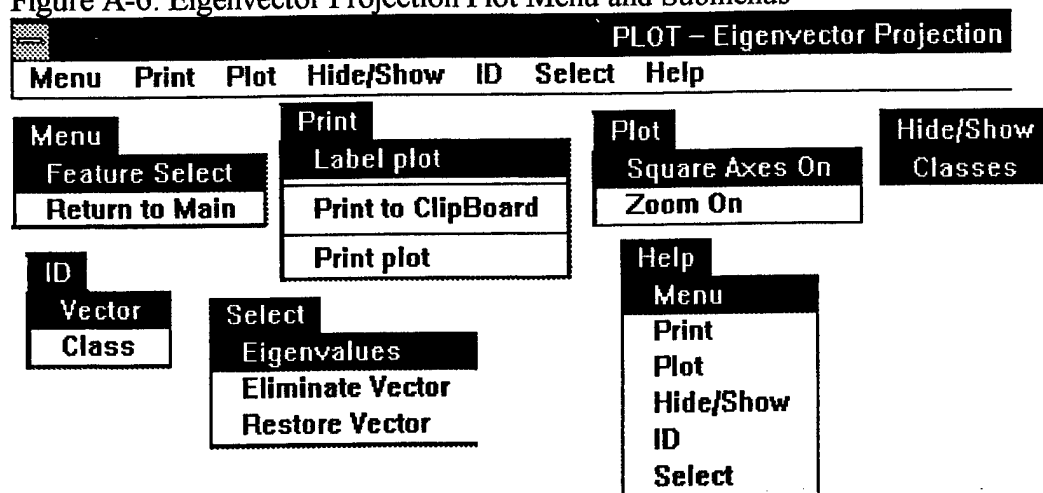 Figure A-6. Eigenvector Projection Plot Menu and Submenus
PLOT – Eigenvector Projection
Menu Print Plot Hide/Show ID Select Help
Menu
Feature Select
Return to Main
Print
Label plot
Print to ClipBoard
Print plot
Plot
Square Axes On
Zoom On
Hide/Show
Classes
ID
Vector
Class
Select
Eigenvalues
Eliminate Vector
Restore Vector
Help
Menu
Print
Plot
Hide/Show
ID
Select